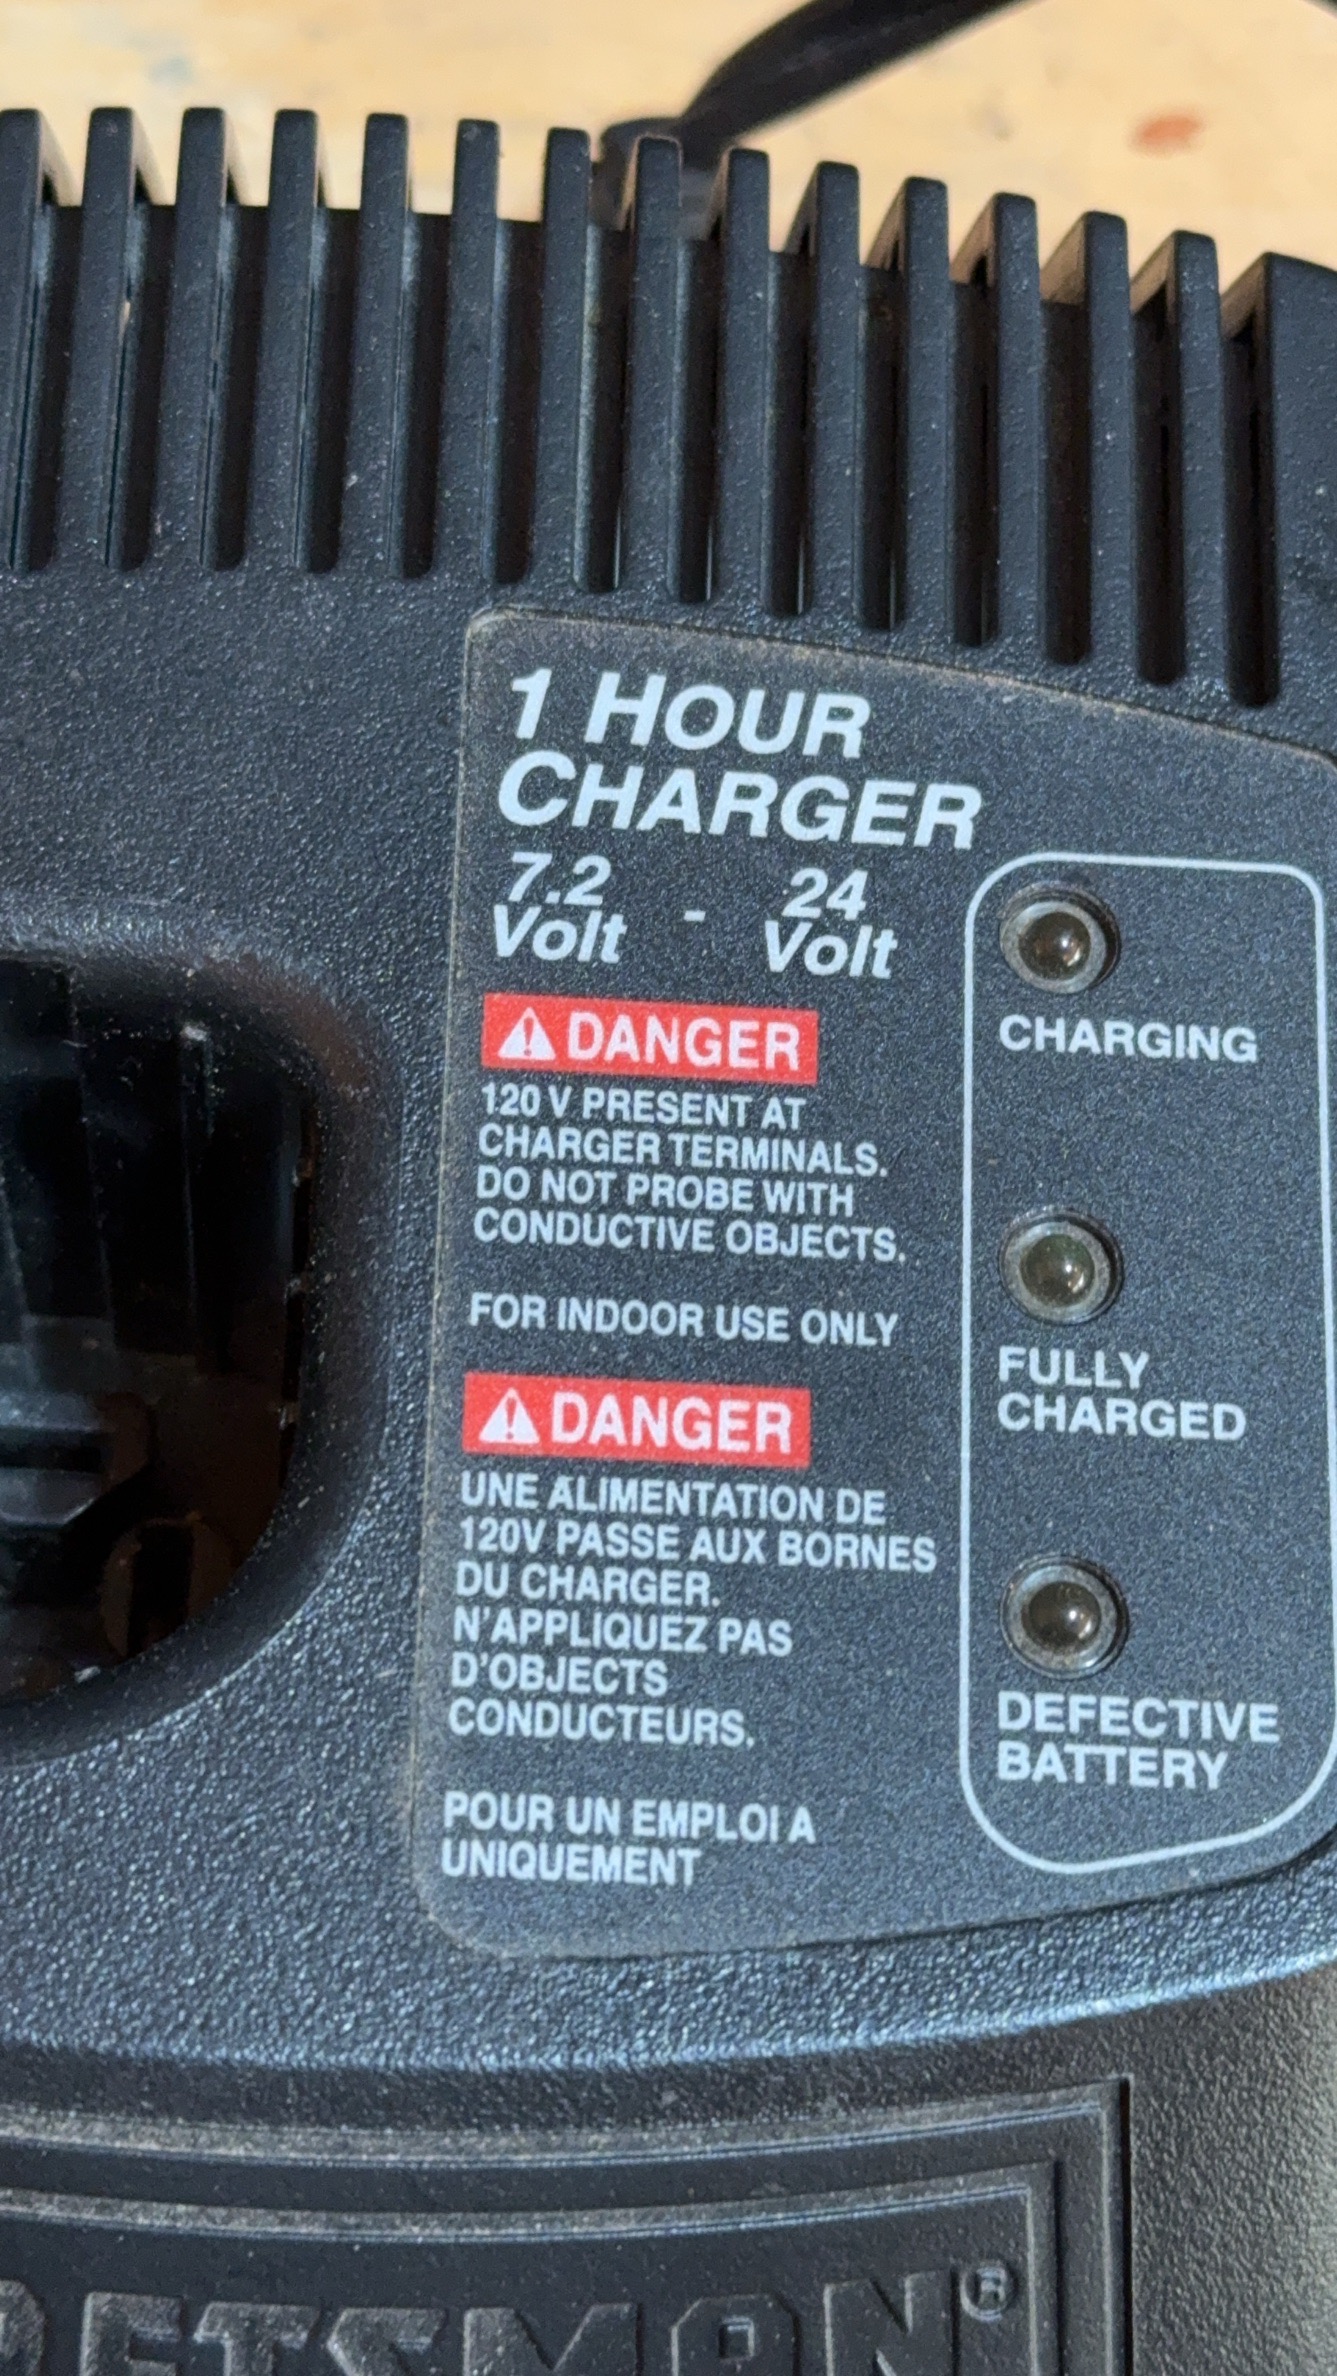 1 HOUR
CHARGER
7.2 - 24
Volt Volt
⚠ DANGER
120 V PRESENT AT
CHARGER TERMINALS.
DO NOT PROBE WITH
CONDUCTIVE OBJECTS.
FOR INDOOR USE ONLY
⚠ DANGER
UNE ALIMENTATION DE
120V PASSE AUX BORNES
DU CHARGER.
N'APPLIQUEZ PAS
D'OBJECTS
CONDUCTEURS.
POUR UN EMPLOI A
UNIQUEMENT
CHARGING
FULLY
CHARGED
DEFECTIVE
BATTERY
RFTSMAN®